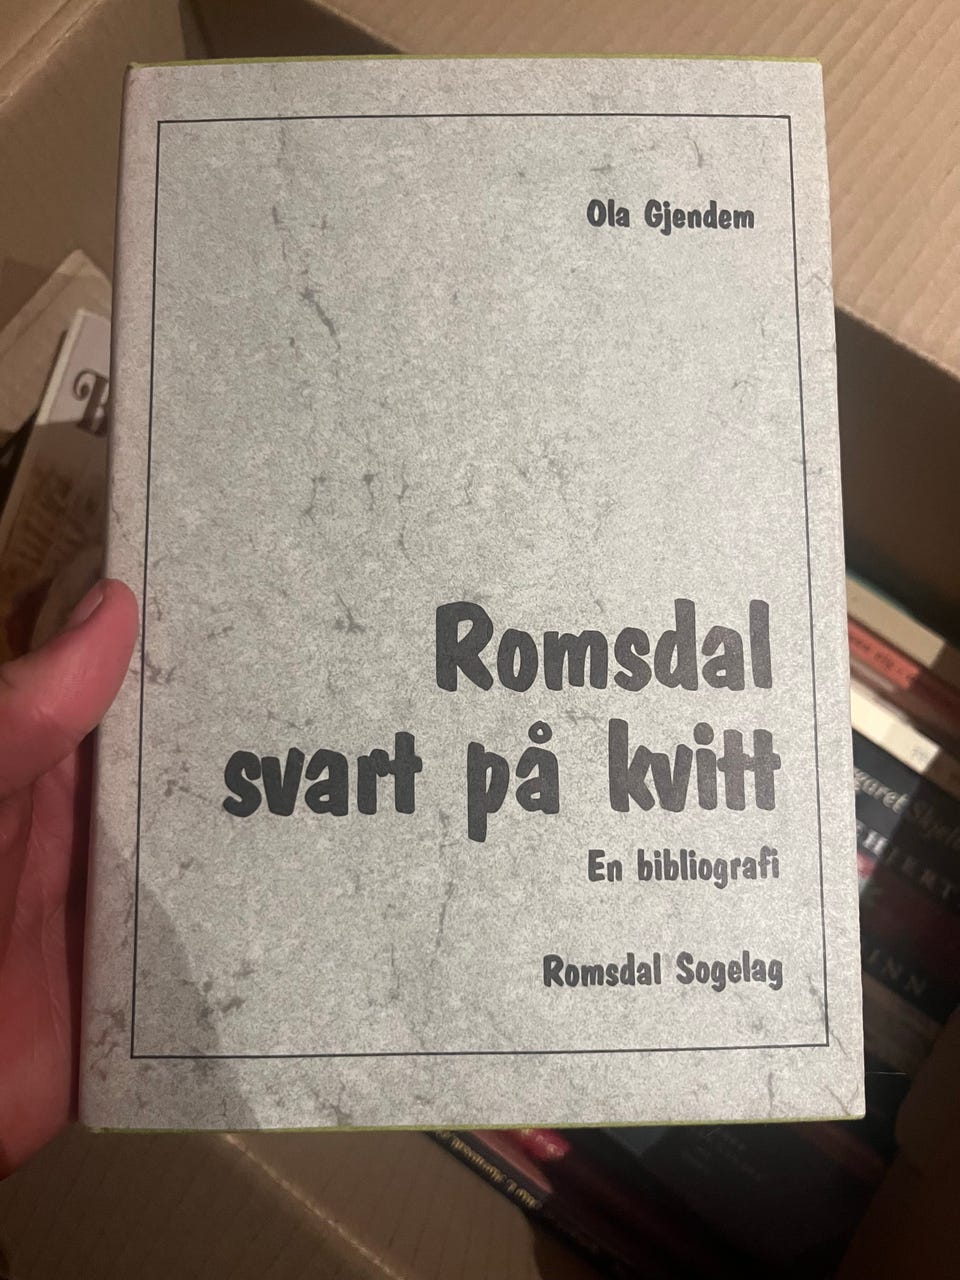 Ola Gjendem
Romsdal
svart på kvitt
En bibliografi
Romsdal Sogelag